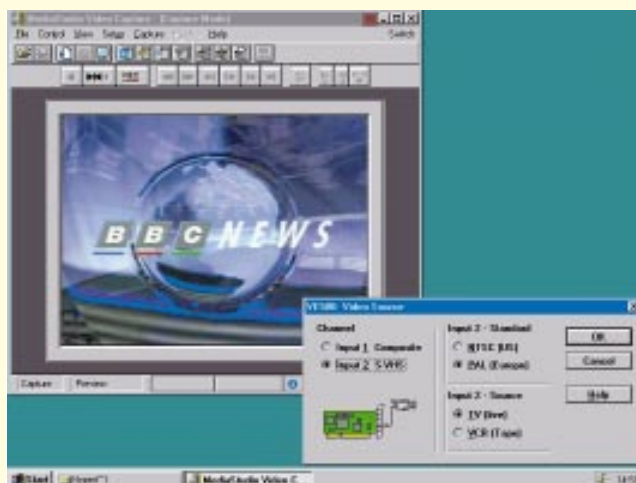 MediaStudio Video Capture - [Capture Mode]
File Control View Setup Capture Help Switch
BBC NEWS
Capture Preview
Video Source
Channel
Input 1 Composite
Input 2 S-VHS
Input 2 - Standard
NTSC (US)
PAL (Europe)
Input 2 - Source
TV (live)
VCR (Tape)
OK
Cancel
Help
Start
MediaStudio Video C...